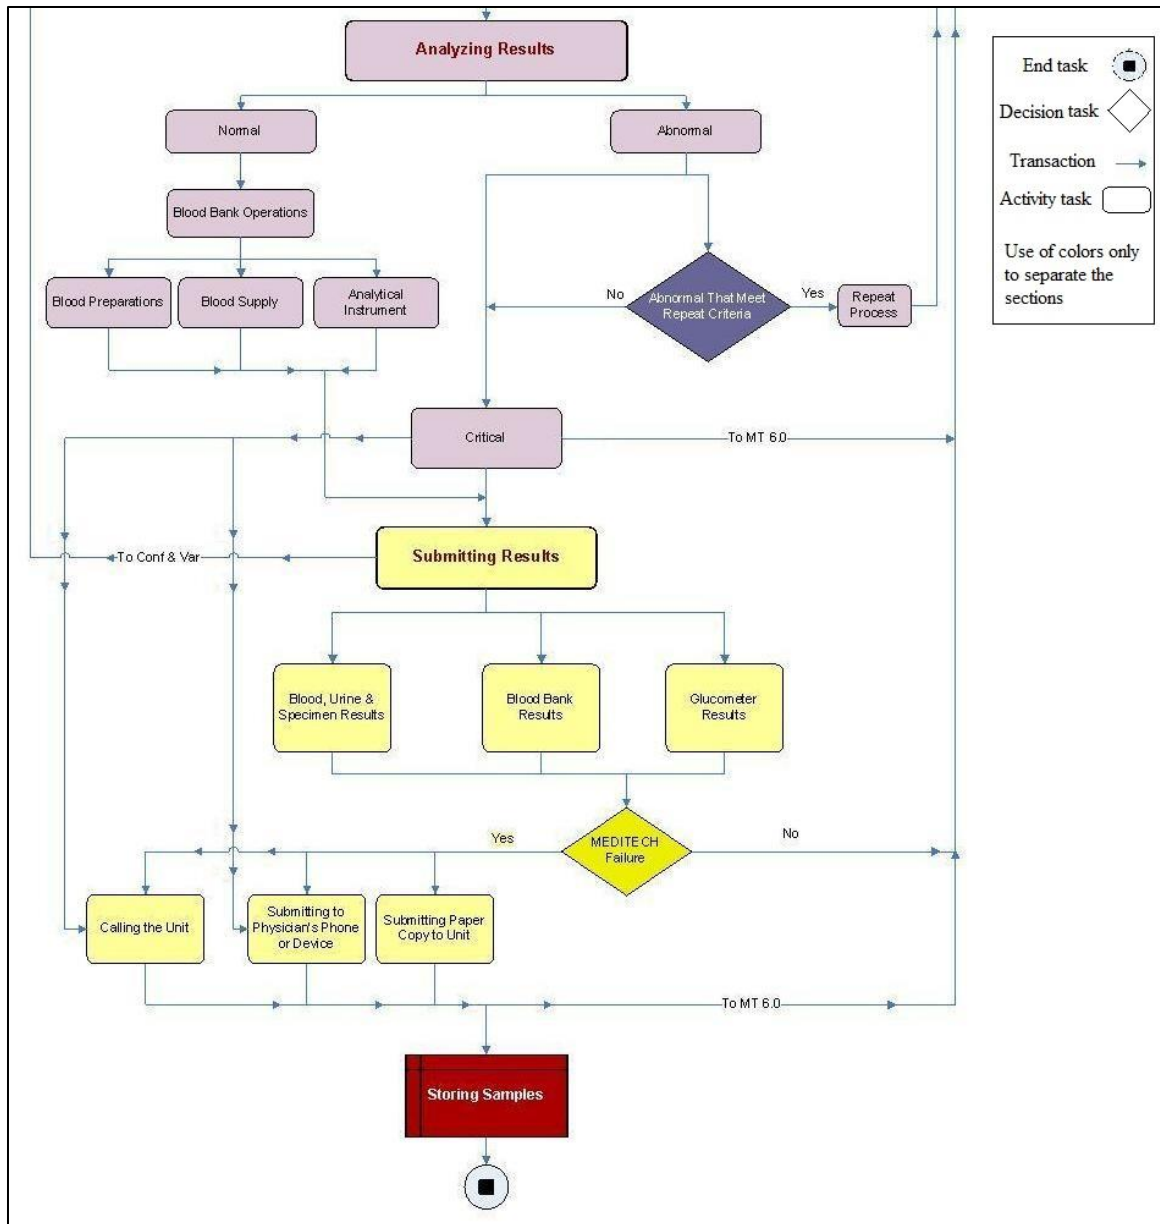 Analyzing Results
Normal
Abnormal
Blood Bank Operations
Blood Preparations
Blood Supply
Analytical
Instrument
No
Abnormal That Meet
Repeat Criteria
Yes
Repeat
Process
Critical
To MT 6.0
To Conf & Var
Submitting Results
Blood, Urine &
Specimen Results
Blood Bank
Results
Glucometer
Results
Yes
MEDITECH
Failure
No
Calling the Unit
Submitting to
Physician's Phone
or Device
Submitting Paper
Copy to Unit
To MT 6.0
Storing Samples
End task
Decision task
Transaction
Activity task
Use of colors only
to separate the
sections